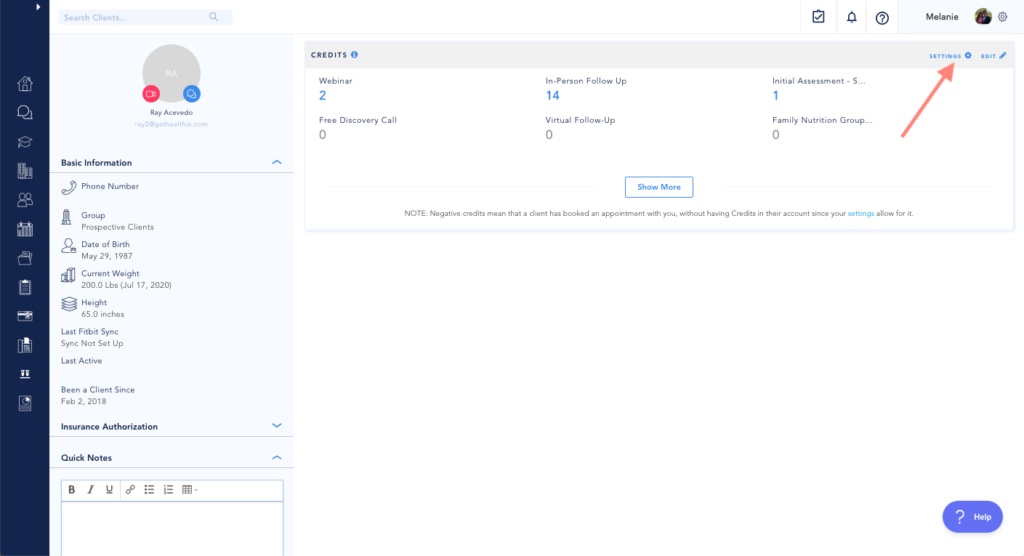 Search Clients...
Melanie
RA
Ray Acevedo
ray2@gethealthie.com
Basic Information
Phone Number
Group
Prospective Clients
Date of Birth
May 29, 1987
Current Weight
200.0 Lbs (Jul 17, 2020)
Height
65.0 inches
Last Fitbit Sync
Sync Not Set Up
Last Active
Been a Client Since
Feb 2, 2018
Insurance Authorization
Quick Notes
B I U
CREDITS
SETTINGS EDIT
Webinar
2
In-Person Follow Up
14
Initial Assessment - S...
1
Free Discovery Call
0
Virtual Follow-Up
0
Family Nutrition Group...
0
Show More
NOTE: Negative credits mean that a client has booked an appointment with you, without having Credits in their account since your settings allow for it.
? Help